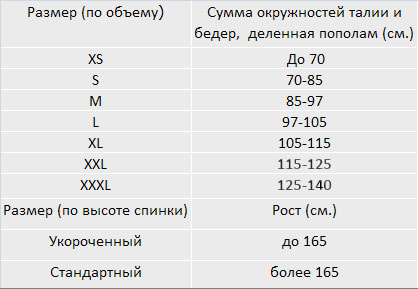 Размер (по объему) Сумма окружностей талии и
бедер, деленная пополам (см.)
XS До 70
S 70-85
M 85-97
L 97-105
XL 105-115
XXL 115-125
XXXL 125-140
Размер (по высоте спинки) Рост (см.)
Укороченный до 165
Стандартный более 165